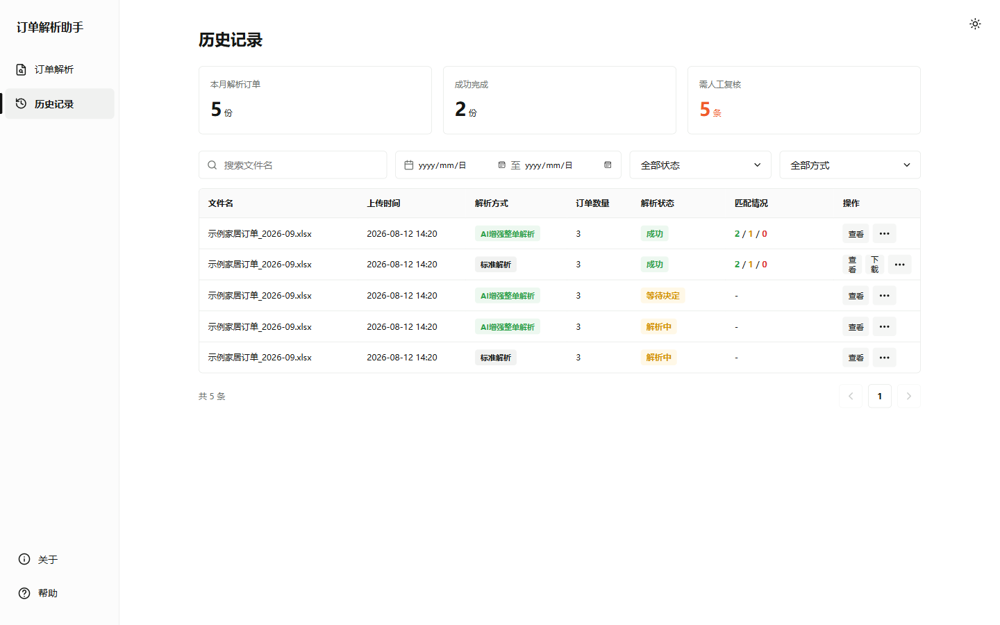 订单解析助手
订单解析
历史记录
关于
帮助
历史记录
本月解析订单
5 份
成功完成
2 份
需人工复核
5 条
搜索文件名
yyyy/mm/日 至 yyyy/mm/日
全部状态
全部方式
文件名 上传时间 解析方式 订单数量 解析状态 匹配情况 操作
示例家居订单_2026-09.xlsx 2026-08-12 14:20 AI增强整单解析 3 成功 2 / 1 / 0 查看 •••
示例家居订单_2026-09.xlsx 2026-08-12 14:20 标准解析 3 成功 2 / 1 / 0 查看 下载 •••
示例家居订单_2026-09.xlsx 2026-08-12 14:20 AI增强整单解析 3 等待决定 - 查看 •••
示例家居订单_2026-09.xlsx 2026-08-12 14:20 AI增强整单解析 3 解析中 - 查看 •••
示例家居订单_2026-09.xlsx 2026-08-12 14:20 标准解析 3 解析中 - 查看 •••
共 5 条
1